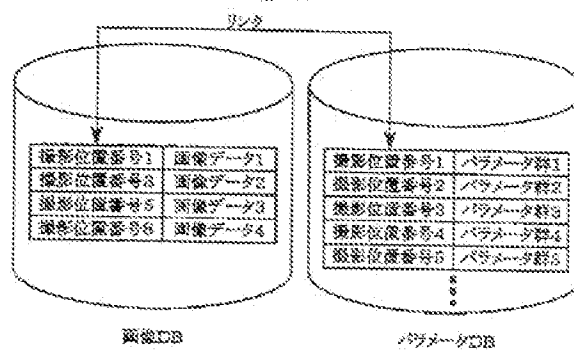 リンク
撮影位置番号1 画像データ1
撮影位置番号3 画像データ2
撮影位置番号5 画像データ3
撮影位置番号8 画像データ4
画像DB
撮影位置番号1 パラメータ群1
撮影位置番号2 パラメータ群2
撮影位置番号3 パラメータ群3
撮影位置番号4 パラメータ群4
撮影位置番号5 パラメータ群5
パラメータDB